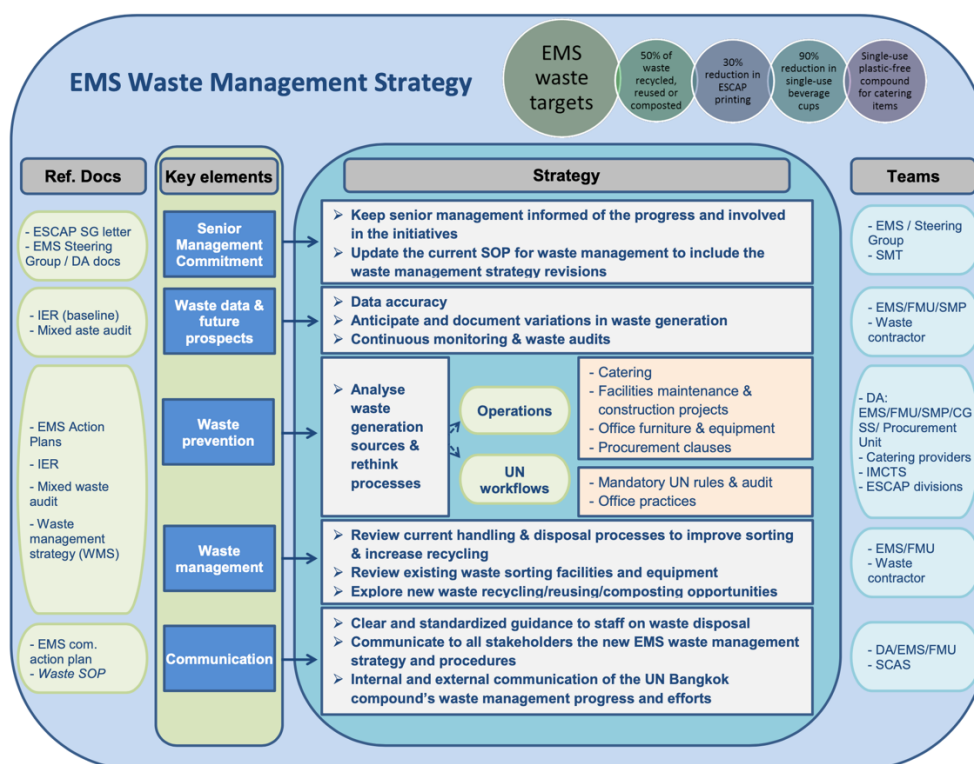 EMS Waste Management Strategy
EMS
waste
targets
50% of
waste
recycled,
reused or
composted
30%
reduction in
ESCAP
printing
90%
reduction in
single-use
beverage
cups
Single-use
plastic-free
compound
for catering
items
Ref. Docs
Key elements
Strategy
Teams
- ESCAP SG letter
- EMS Steering
Group / DA docs
Senior
Management
Commitment
➢ Keep senior management informed of the progress and involved
in the initiatives
➢ Update the current SOP for waste management to include the
waste management strategy revisions
- EMS / Steering
Group
- SMT
- IER (baseline)
- Mixed aste audit
Waste data &
future
prospects
➢ Data accuracy
➢ Anticipate and document variations in waste generation
➢ Continuous monitoring & waste audits
- EMS/FMU/SMP
- Waste
contractor
- EMS Action
Plans
- IER
- Mixed waste
audit
- Waste
management
strategy (WMS)
Waste
prevention
➢ Analyse
waste
generation
sources &
rethink
processes
Operations
- Catering
- Facilities maintenance &
construction projects
- Office furniture & equipment
- Procurement clauses
UN
workflows
- Mandatory UN rules & audit
- Office practices
- DA:
EMS/FMU/SMP/CG
SS/ Procurement
Unit
- Catering providers
- IMCTS
- ESCAP divisions
Waste
management
➢ Review current handling & disposal processes to improve sorting
& increase recycling
➢ Review existing waste sorting facilities and equipment
➢ Explore new waste recycling/reusing/composting opportunities
- EMS/FMU
- Waste
contractor
- EMS com.
action plan
- Waste SOP
Communication
➢ Clear and standardized guidance to staff on waste disposal
➢ Communicate to all stakeholders the new EMS waste management
strategy and procedures
➢ Internal and external communication of the UN Bangkok
compound's waste management progress and efforts
- DA/EMS/FMU
- SCAS